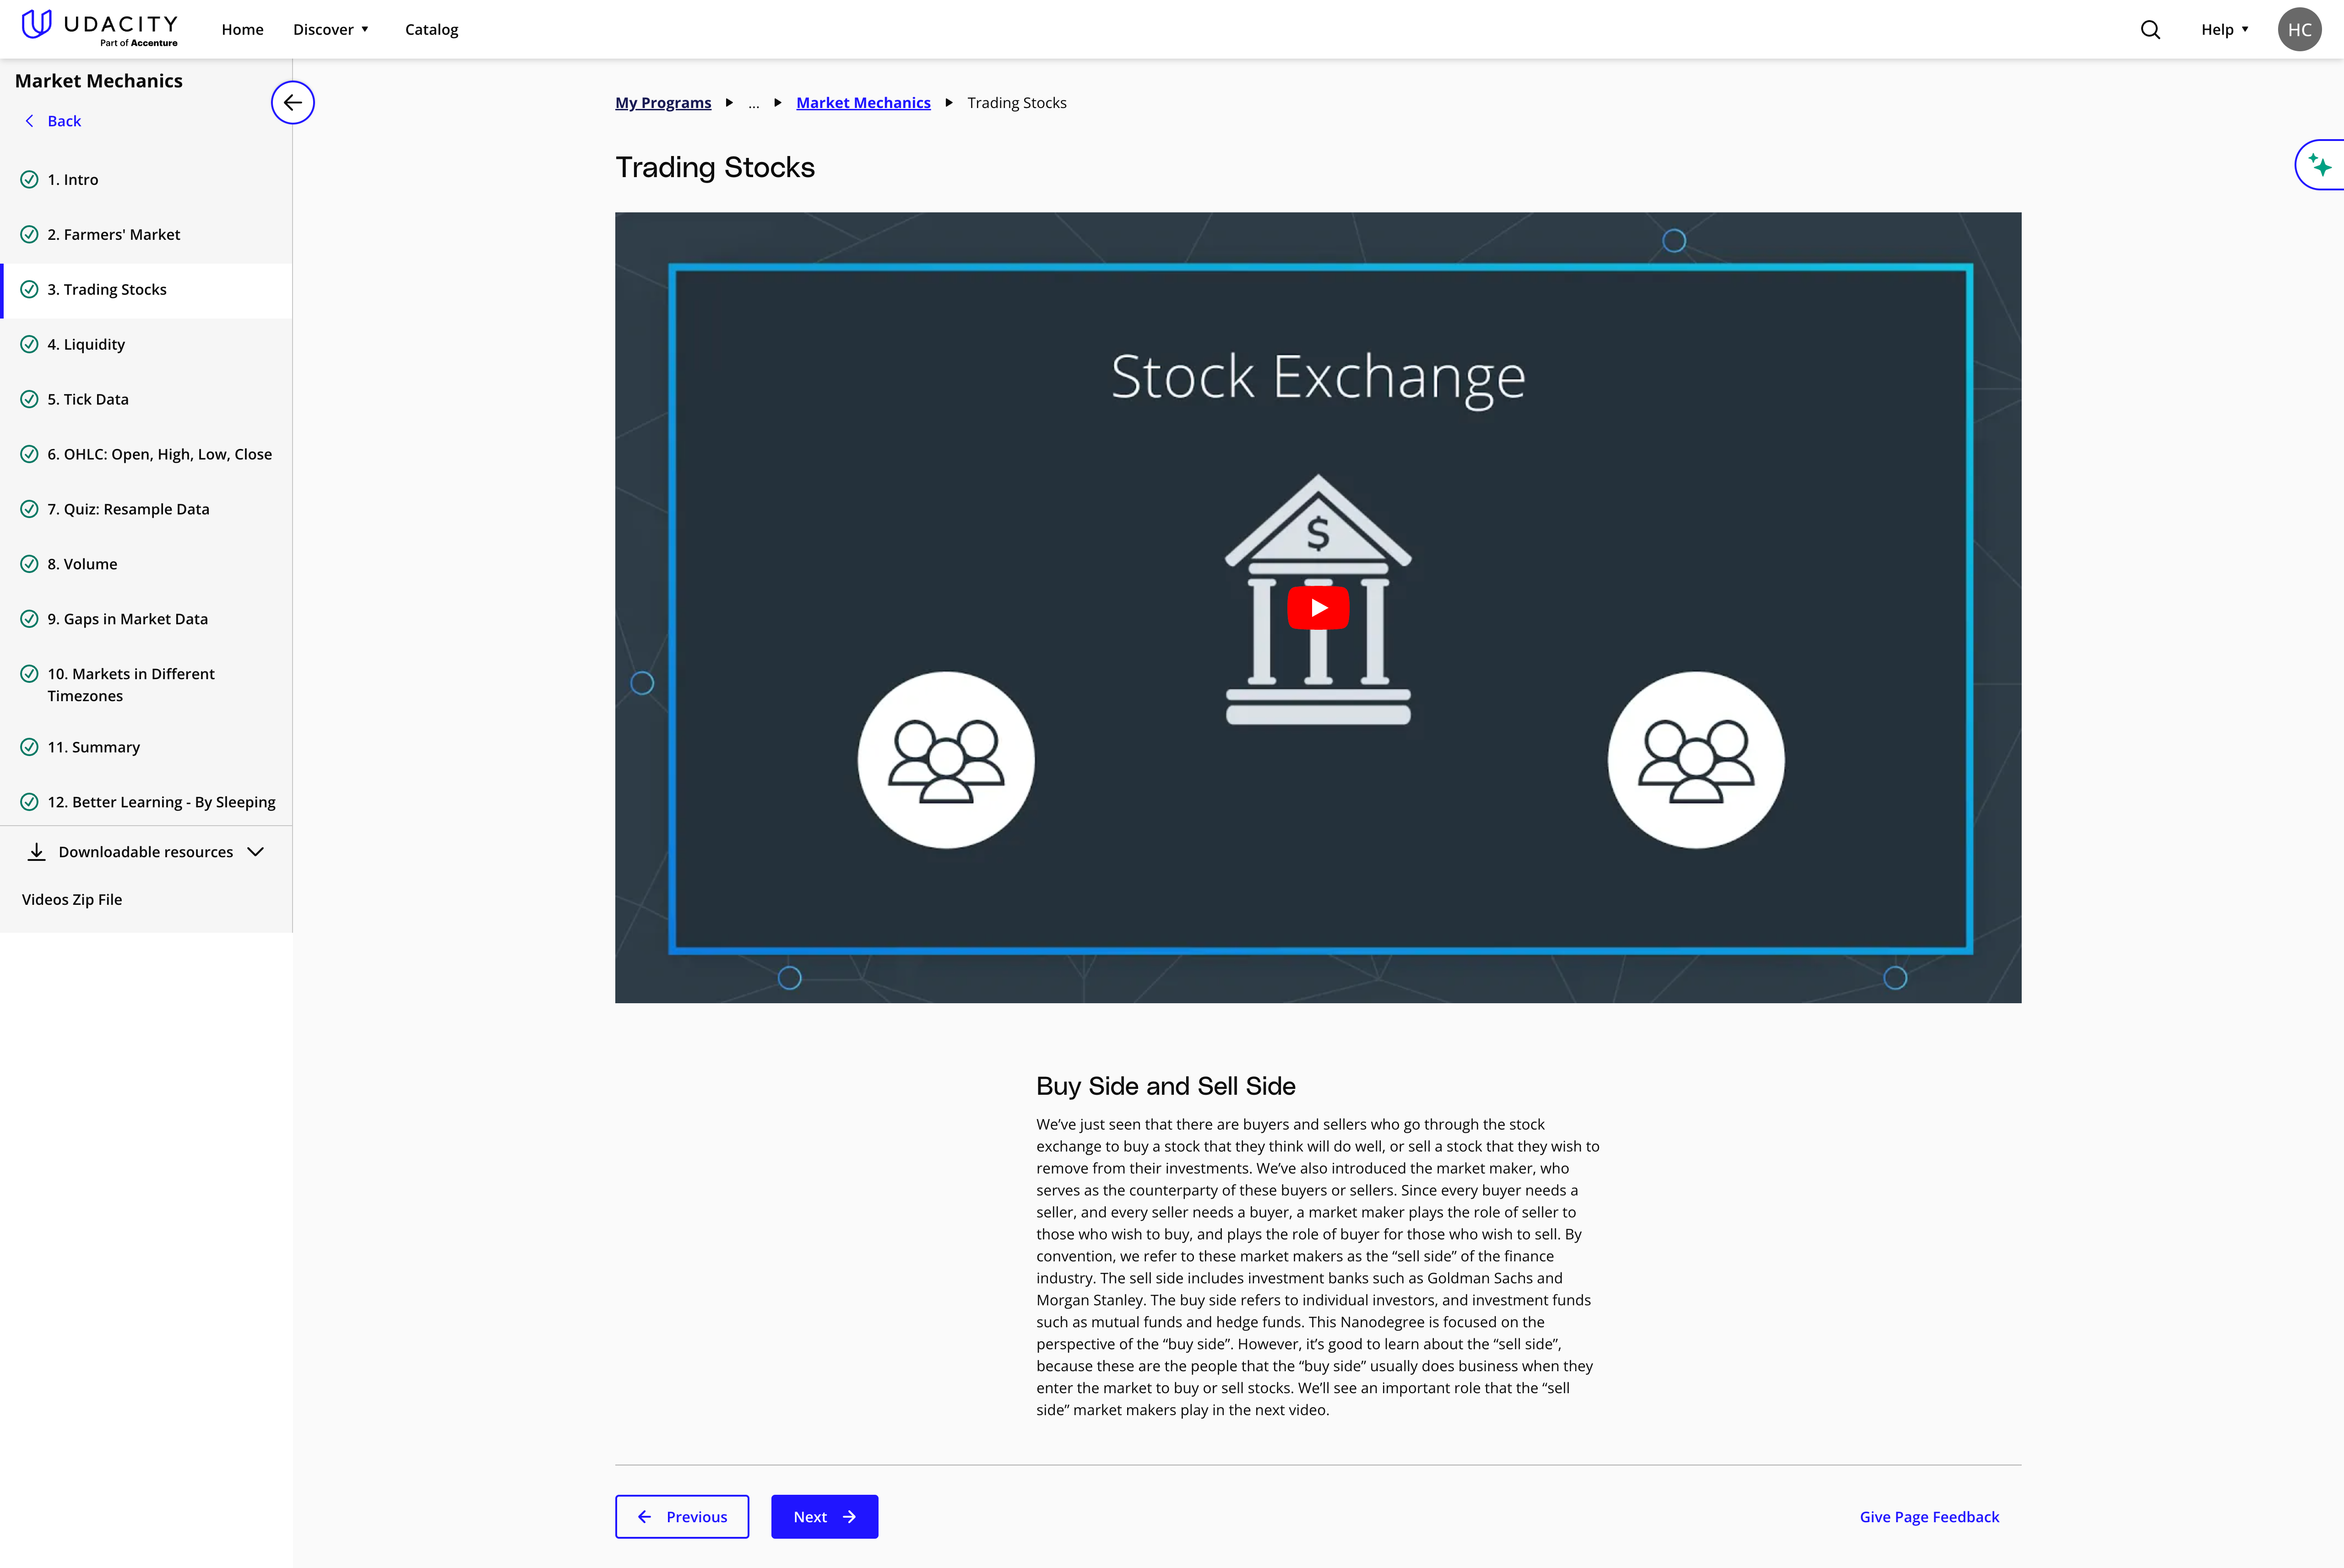 UDACITY
Part of Accenture
Home
Discover
Catalog
Help
HC
Market Mechanics
Back
1. Intro
2. Farmers' Market
3. Trading Stocks
4. Liquidity
5. Tick Data
6. OHLC: Open, High, Low, Close
7. Quiz: Resample Data
8. Volume
9. Gaps in Market Data
10. Markets in Different
Timezones
11. Summary
12. Better Learning - By Sleeping
Downloadable resources
Videos Zip File
My Programs ... Market Mechanics Trading Stocks
Trading Stocks
Stock Exchange
$
Buy Side and Sell Side
We’ve just seen that there are buyers and sellers who go through the stock
exchange to buy a stock that they think will do well, or sell a stock that they wish to
remove from their investments. We’ve also introduced the market maker, who
serves as the counterparty of these buyers or sellers. Since every buyer needs a
seller, and every seller needs a buyer, a market maker plays the role of seller to
those who wish to buy, and plays the role of buyer for those who wish to sell. By
convention, we refer to these market makers as the “sell side” of the finance
industry. The sell side includes investment banks such as Goldman Sachs and
Morgan Stanley. The buy side refers to individual investors, and investment funds
such as mutual funds and hedge funds. This Nanodegree is focused on the
perspective of the “buy side”. However, it’s good to learn about the “sell side”,
because these are the people that the “buy side” usually does business when they
enter the market to buy or sell stocks. We’ll see an important role that the “sell
side” market makers play in the next video.
Previous
Next
Give Page Feedback